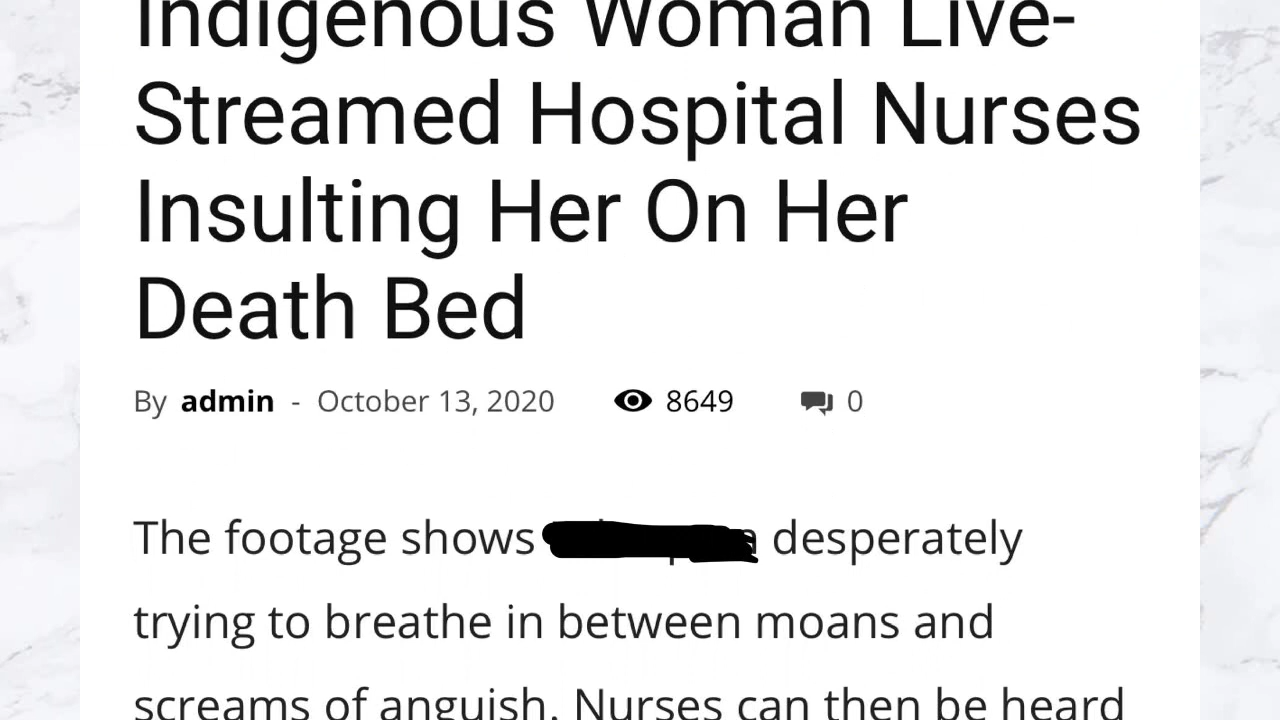 Indigenous Woman Live-
Streamed Hospital Nurses
Insulting Her On Her
Death Bed
By admin - October 13, 2020 8649 0
The footage shows desperately
trying to breathe in between moans and
screams of anguish. Nurses can then be heard